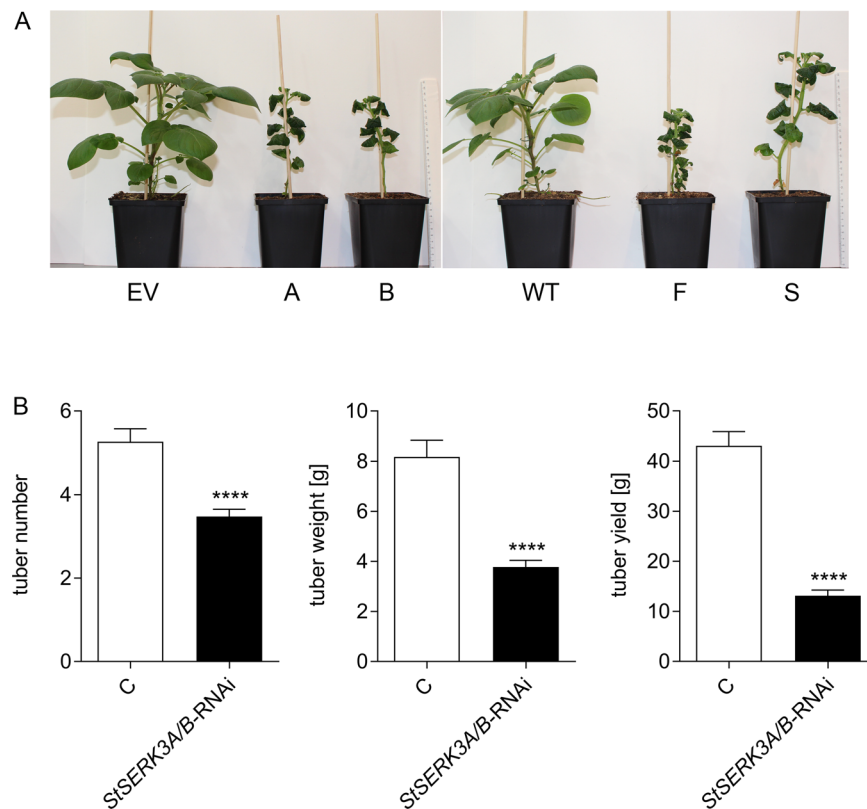 A
EV A B WT F S
B
tuber number
6
4
2
0
****
C
StSERK3A/B-RNAi
tuber weight [g]
10
8
6
4
2
0
****
C
StSERK3A/B-RNAi
tuber yield [g]
50
40
30
20
10
0
****
C
StSERK3A/B-RNAi